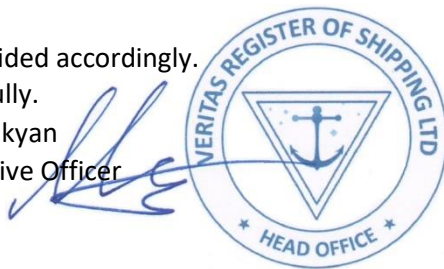 ided accordingly.
ully.
kyan
ive Officer
VERITAS REGISTER OF SHIPPING LTD
★ HEAD OFFICE ★